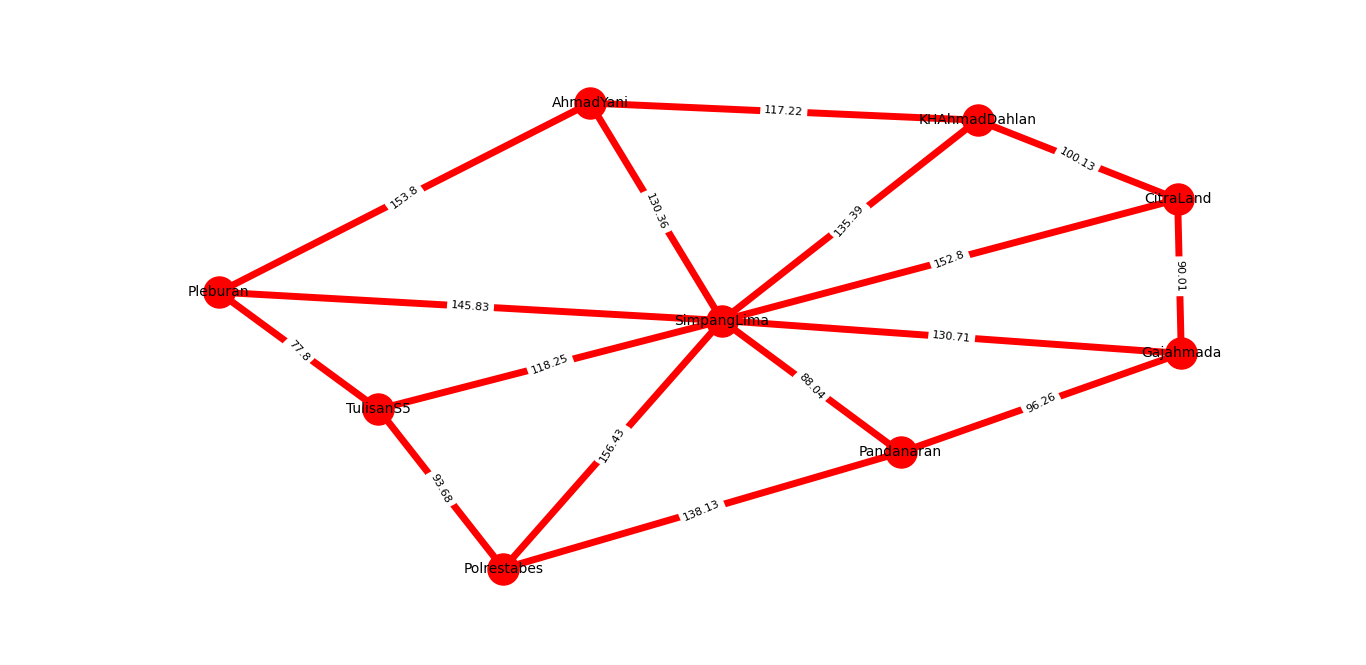 AhmadYani
117.22
KHAhmadDahlan
100.13
153.8
130.36
135.39
CitraLand
152.8
90.01
Pleburan
145.83
SimpangLima
130.71
Gajahmada
77.8
118.25
88.04
96.26
TulisanS5
156.43
Pandanaran
93.68
138.13
Polrestabes